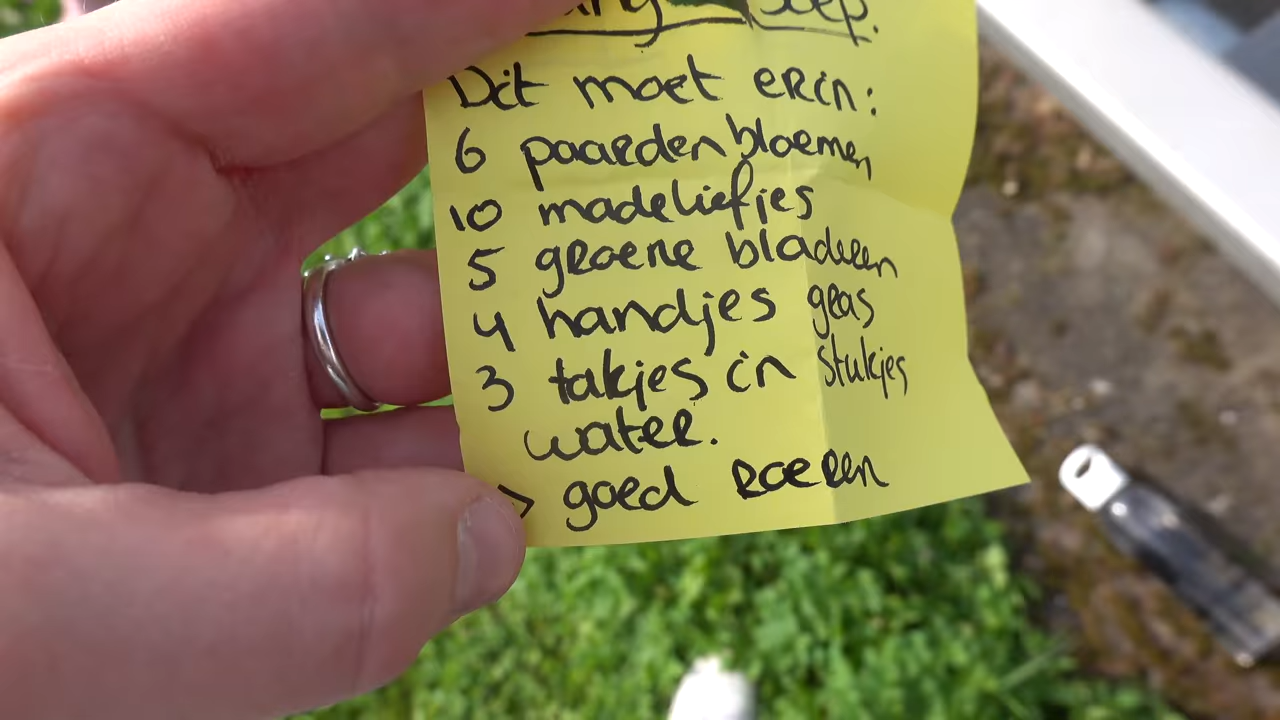 soep.
Dit moet erin:
6 paardenbloemen
10 madeliefjes
5 groene bladeren
4 handjes gras
3 takjes in stukjes
water.
> goed roeren